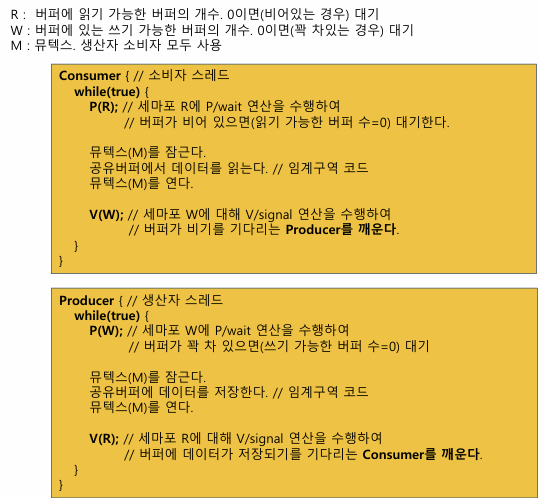 R : 버퍼에 읽기 가능한 버퍼의 개수. 0이면(비어있는 경우) 대기
W : 버퍼에 있는 쓰기 가능한 버퍼의 개수. 0이면(꽉 차있는 경우) 대기
M : 뮤텍스. 생산자 소비자 모두 사용
Consumer { // 소비자 스레드
while(true) {
P(R); // 세마포 R에 P/wait 연산을 수행하여
// 버퍼가 비어 있으면(읽기 가능한 버퍼 수=0) 대기한다.
뮤텍스(M)를 잠근다.
공유버퍼에서 데이터를 읽는다. // 임계구역 코드
뮤텍스(M)를 연다.
V(W); // 세마포 W에 대해 V/signal 연산을 수행하여
// 버퍼가 비기를 기다리는 Producer를 깨운다.
}
}
Producer { // 생산자 스레드
while(true) {
P(W); // 세마포 W에 P/wait 연산을 수행하여
// 버퍼가 꽉 차 있으면(쓰기 가능한 버퍼 수=0) 대기
뮤텍스(M)를 잠근다.
공유버퍼에 데이터를 저장한다. // 임계구역 코드
뮤텍스(M)를 연다.
V(R); // 세마포 R에 대해 V/signal 연산을 수행하여
// 버퍼에 데이터가 저장되기를 기다리는 Consumer를 깨운다.
}
}